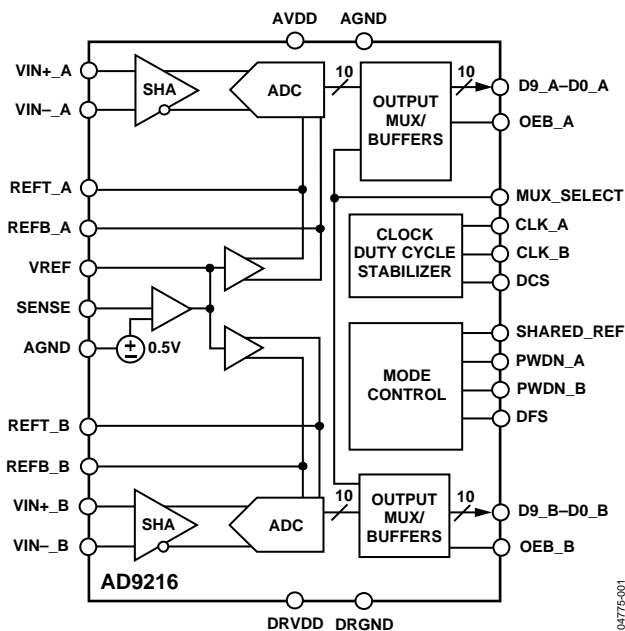 AVDD AGND
VIN+_A
VIN–_A
REFT_A
REFB_A
VREF
SENSE
AGND
REFT_B
REFB_B
VIN+_B
VIN–_B
SHA
ADC
10
OUTPUT
MUX/
BUFFERS
10
D9_A–D0_A
OEB_A
MUX_SELECT
CLOCK
DUTY CYCLE
STABILIZER
CLK_A
CLK_B
DCS
0.5V
MODE
CONTROL
SHARED_REF
PWDN_A
PWDN_B
DFS
SHA
ADC
10
OUTPUT
MUX/
BUFFERS
10
D9_B–D0_B
OEB_B
AD9216
DRVDD DRGND
04775-001